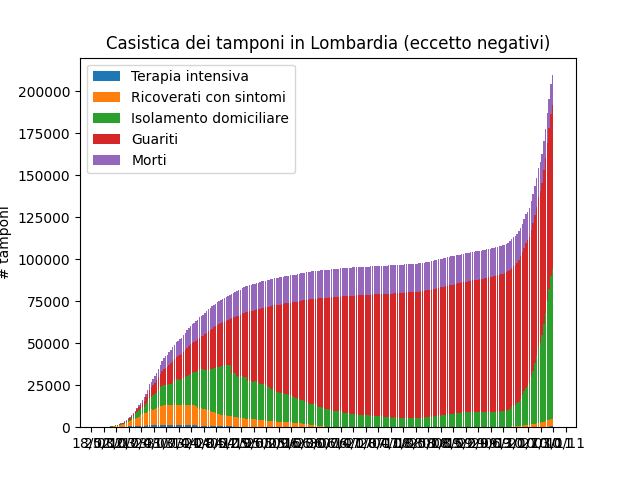 Casistica dei tamponi in Lombardia (eccetto negativi)
Terapia intensiva
Ricoverati con sintomi
Isolamento domiciliare
Guariti
Morti
# tamponi
200000
175000
150000
125000
100000
75000
50000
25000
0